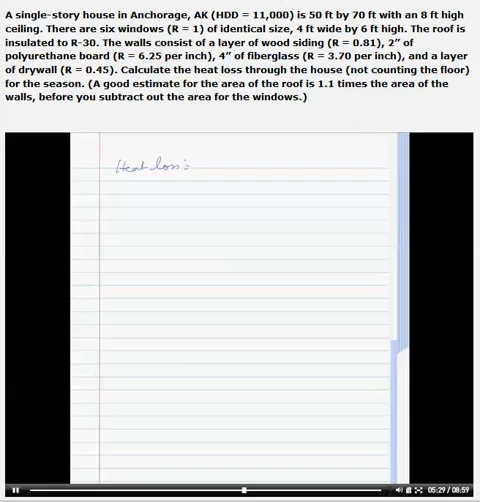 A single-story house in Anchorage, AK (HDD = 11,000) is 50 ft by 70 ft with an 8 ft high
ceiling. There are six windows (R = 1) of identical size, 4 ft wide by 6 ft high. The roof is
insulated to R-30. The walls consist of a layer of wood siding (R = 0.81), 2” of
polyurethane board (R = 6.25 per inch), 4” of fiberglass (R = 3.70 per inch), and a layer
of drywall (R = 0.45). Calculate the heat loss through the house (not counting the floor)
for the season. (A good estimate for the area of the roof is 1.1 times the area of the
walls, before you subtract out the area for the windows.)
Heat loss =
05:29 / 08:59